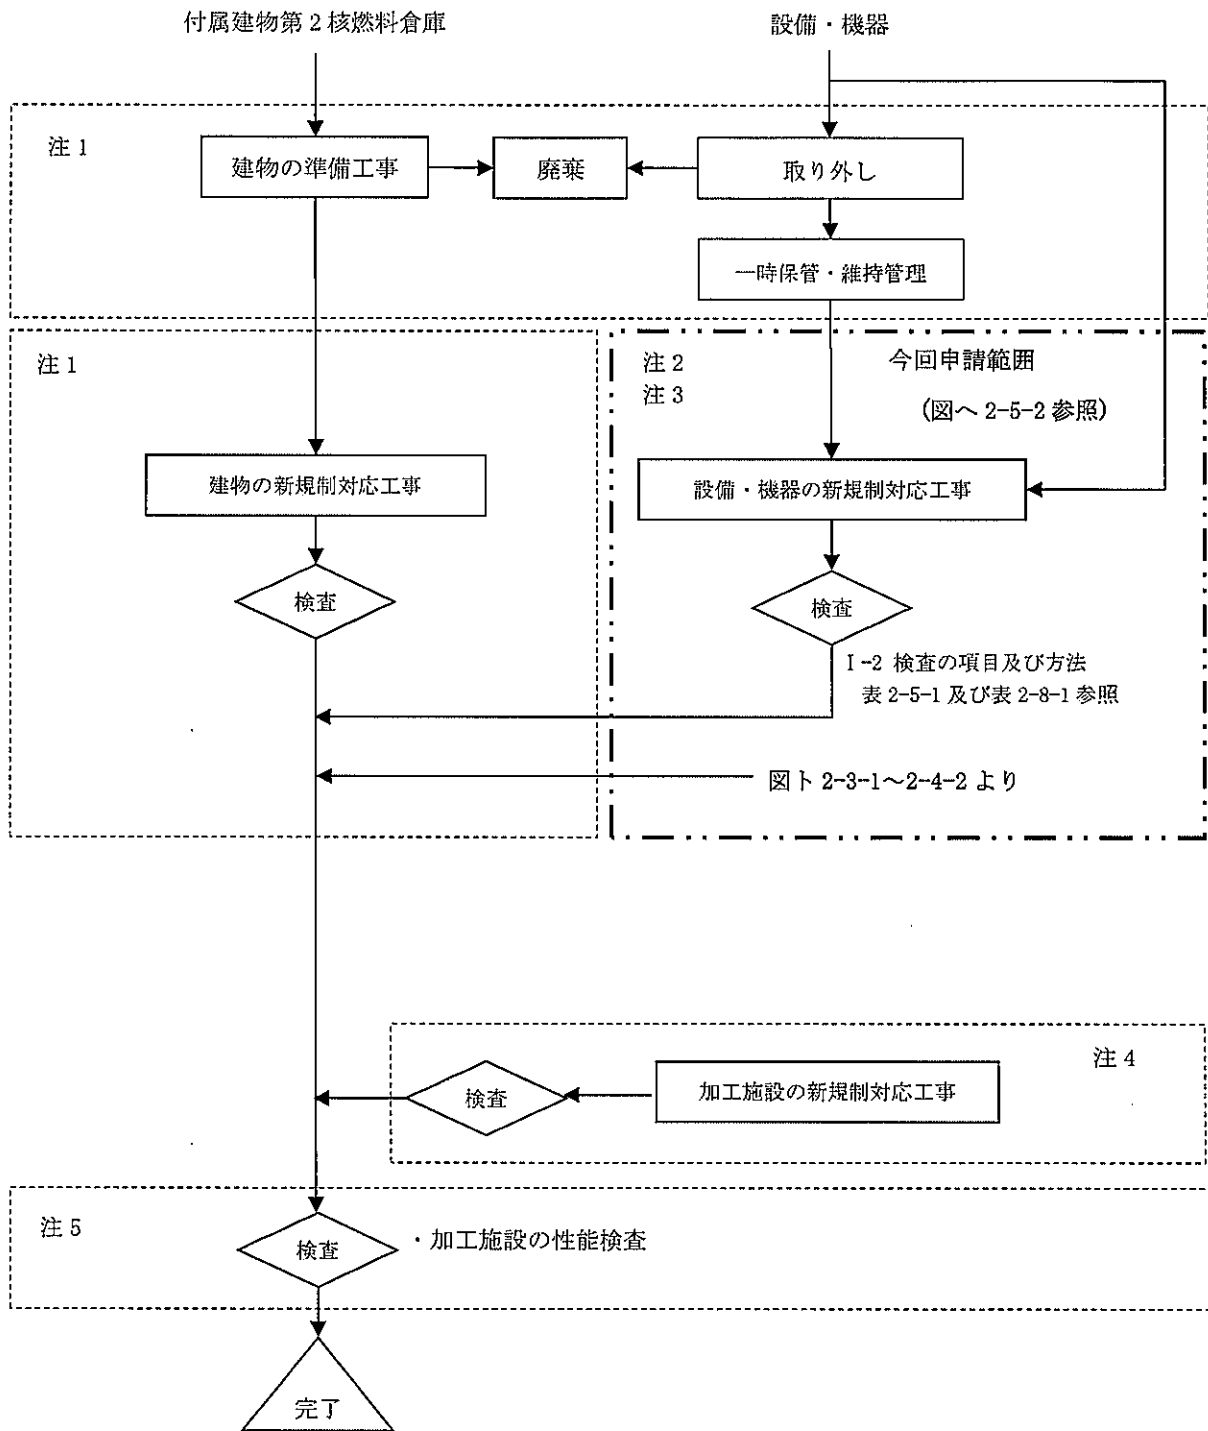 付属建物第2核燃料倉庫
設備・機器
注1
建物の準備工事
廃棄
取り外し
一時保管・維持管理
注1
注2
注3
今回申請範囲
(図へ 2-5-2 参照)
建物の新規制対応工事
設備・機器の新規制対応工事
検査
検査
Ⅰ-2 検査の項目及び方法
表 2-5-1 及び表 2-8-1 参照
図ト 2-3-1～2-4-2 より
注4
検査
加工施設の新規制対応工事
注5
検査
・加工施設の性能検査
完了